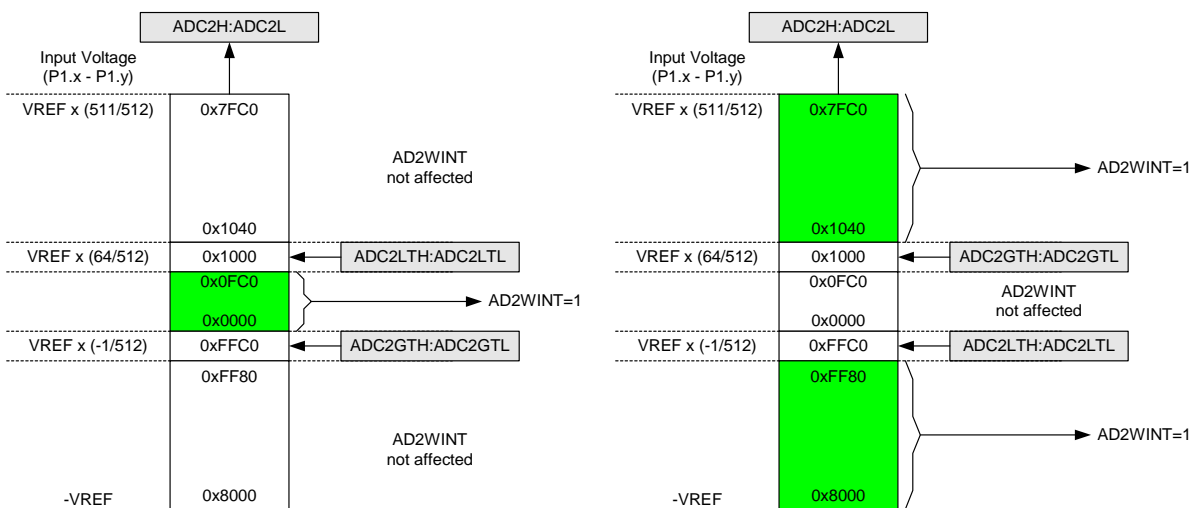 ADC2H:ADC2L
Input Voltage
(P1.x - P1.y)
VREF x (511/512)
0x7FC0
AD2WINT
not affected
0x1040
VREF x (64/512)
0x1000
ADC2LTH:ADC2LTL
0x0FC0
AD2WINT=1
0x0000
VREF x (-1/512)
0xFFC0
ADC2GTH:ADC2GTL
0xFF80
AD2WINT
not affected
-VREF
0x8000
ADC2H:ADC2L
Input Voltage
(P1.x - P1.y)
VREF x (511/512)
0x7FC0
AD2WINT=1
0x1040
VREF x (64/512)
0x1000
ADC2GTH:ADC2GTL
0x0FC0
AD2WINT
not affected
0x0000
VREF x (-1/512)
0xFFC0
ADC2LTH:ADC2LTL
0xFF80
AD2WINT=1
-VREF
0x8000